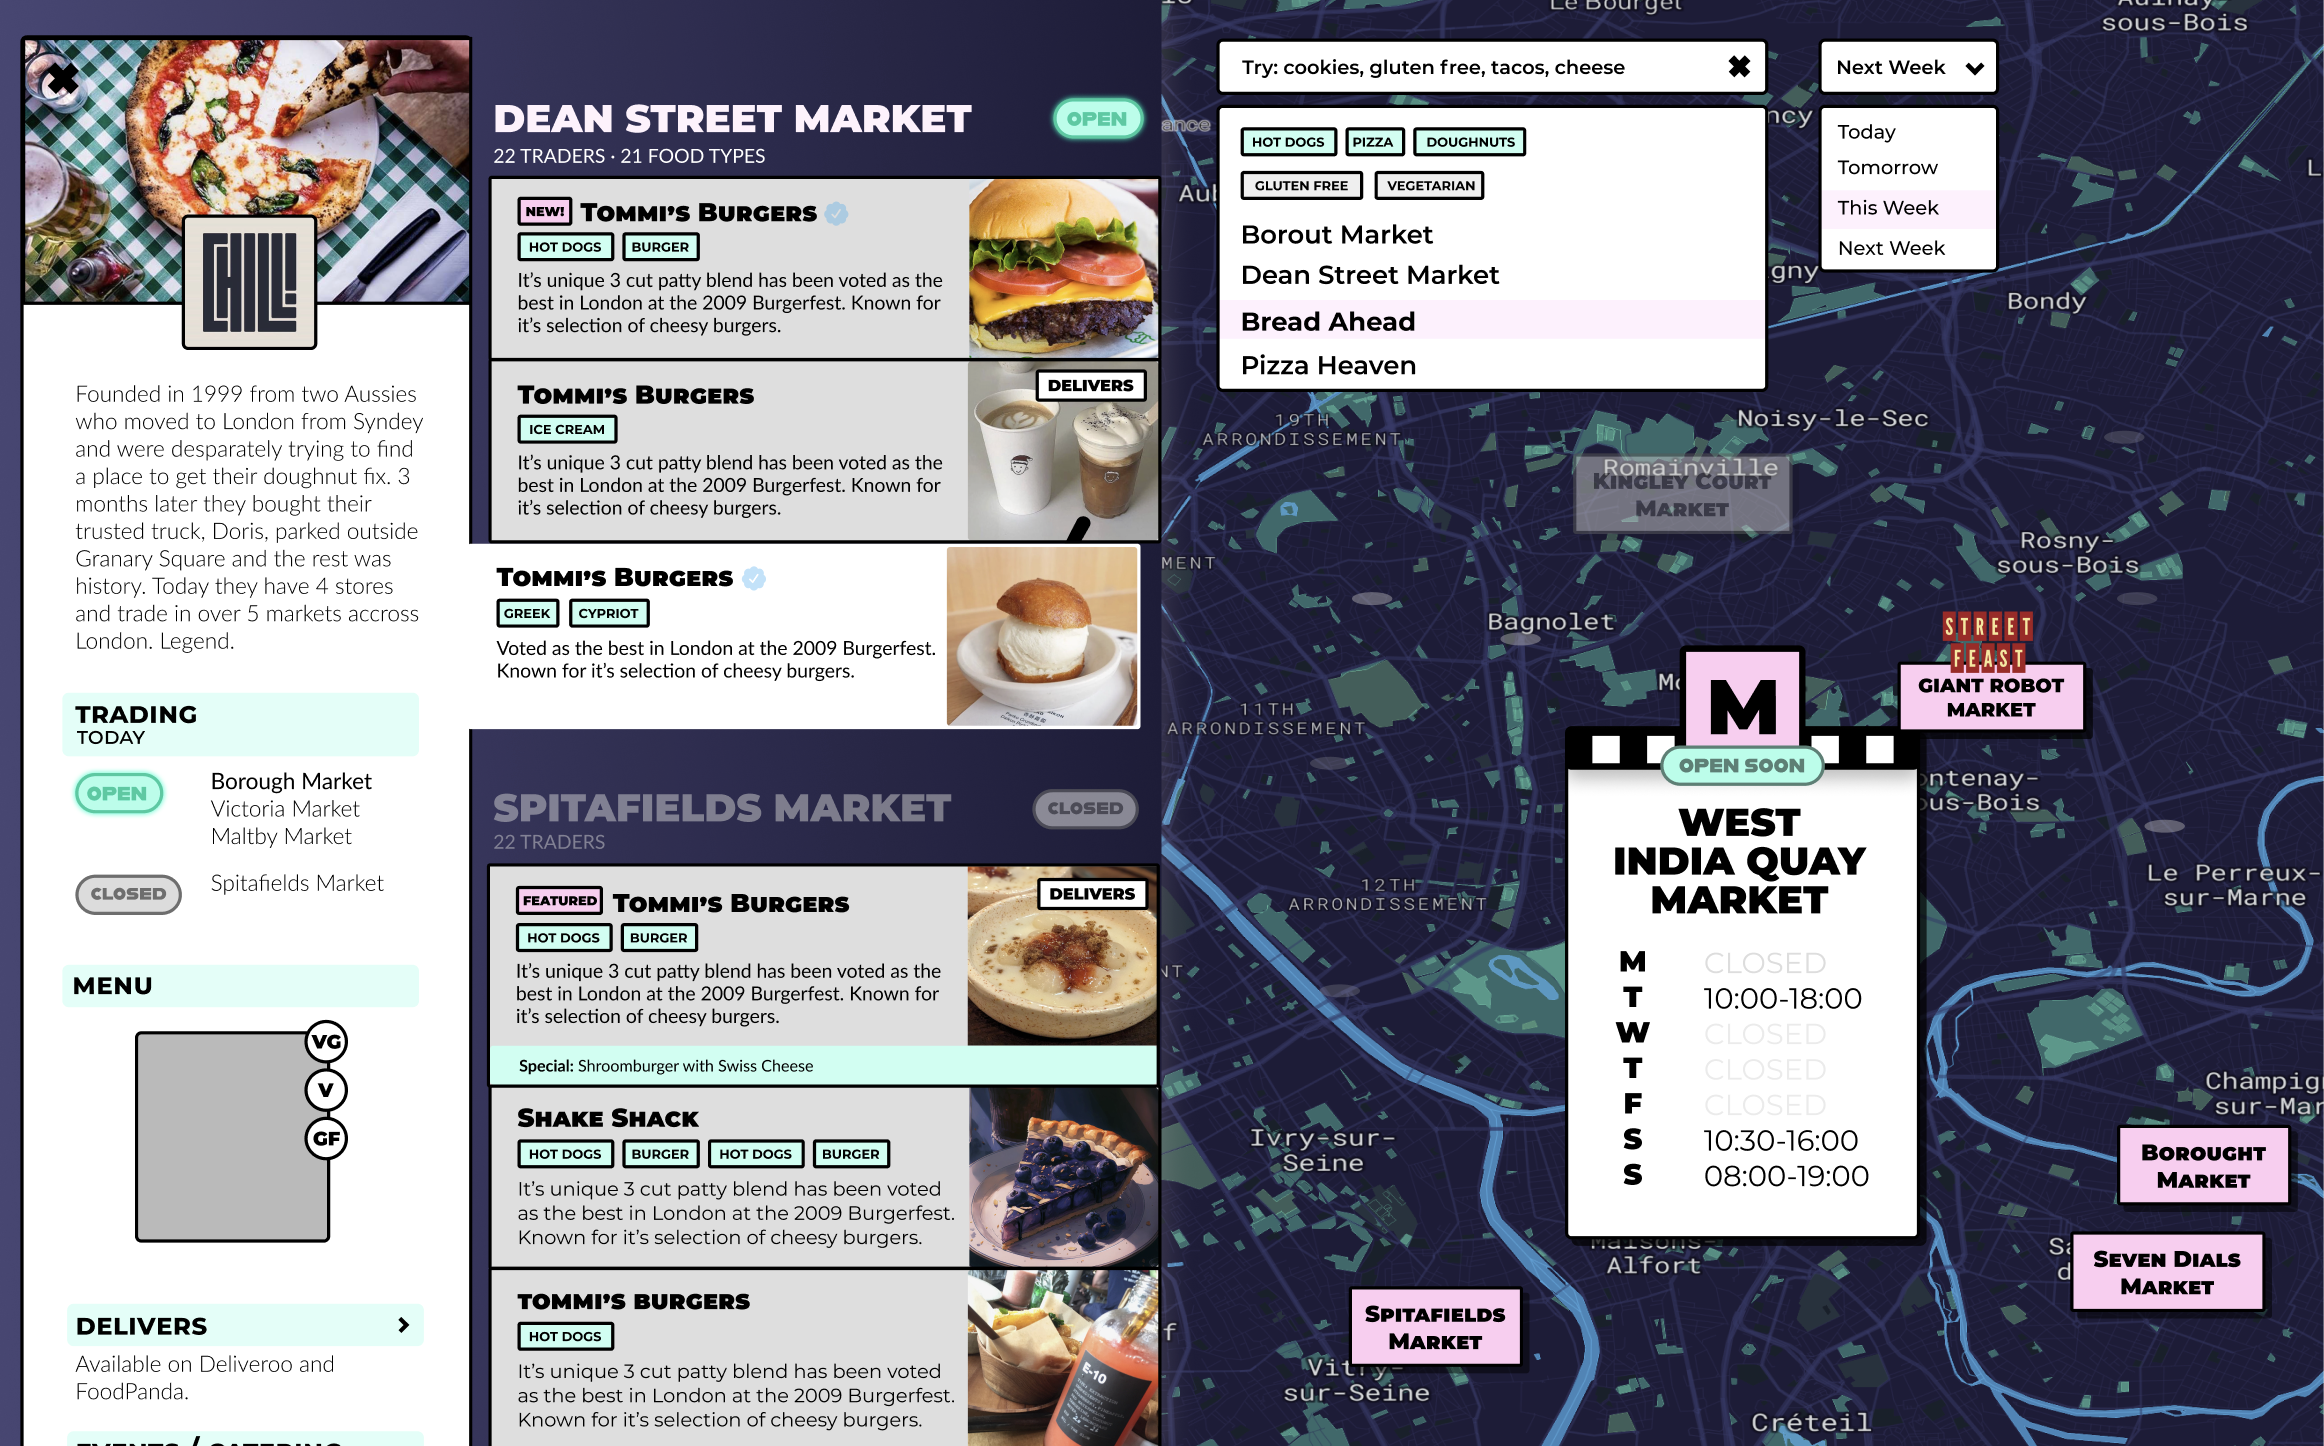 CHILLI
Founded in 1999 from two Aussies
who moved to London from Syndey
and were desparately trying to find
a place to get their doughnut fix. 3
months later they bought their
trusted truck, Doris, parked outside
Granary Square and the rest was
history. Today they have 4 stores
and trade in over 5 markets accross
London. Legend.
TRADING
TODAY
OPEN
Borough Market
Victoria Market
Maltby Market
CLOSED
Spitafields Market
MENU
VG
V
GF
DELIVERS
Available on Deliveroo and
FoodPanda.
EVENTS / CATERING
DEAN STREET MARKET
OPEN
22 TRADERS · 21 FOOD TYPES
NEW! TOMMI'S BURGERS
HOT DOGS BURGER
It's unique 3 cut patty blend has been voted as the
best in London at the 2009 Burgerfest. Known for
it's selection of cheesy burgers.
TOMMI'S BURGERS
DELIVERS
ICE CREAM
It's unique 3 cut patty blend has been voted as the
best in London at the 2009 Burgerfest. Known for
it's selection of cheesy burgers.
TOMMI'S BURGERS
GREEK CYPRIOT
Voted as the best in London at the 2009 Burgerfest.
Known for it's selection of cheesy burgers.
SPITAFIELDS MARKET
CLOSED
22 TRADERS
FEATURED TOMMI'S BURGERS
DELIVERS
HOT DOGS BURGER
It's unique 3 cut patty blend has been voted as the
best in London at the 2009 Burgerfest. Known for
it's selection of cheesy burgers.
Special: Shroomburger with Swiss Cheese
SHAKE SHACK
HOT DOGS BURGER HOT DOGS BURGER
It's unique 3 cut patty blend has been voted
as the best in London at the 2009 Burgerfest.
Known for it's selection of cheesy burgers.
TOMMI'S BURGERS
HOT DOGS
It's unique 3 cut patty blend has been voted
as the best in London at the 2009 Burgerfest.
Known for it's selection of cheesy burgers.
E-10
Try: cookies, gluten free, tacos, cheese
HOT DOGS PIZZA DOUGHNUTS
GLUTEN FREE VEGETARIAN
Borout Market
Dean Street Market
Bread Ahead
Pizza Heaven
Next Week
Today
Tomorrow
This Week
Next Week
Le Bourget
Aulnay-
sous-Bois
ance
ncy
Aub
igny
Bondy
19TH
ARRONDISSEMENT
Noisy-le-Sec
Romainville
KINGLEY COURT
MARKET
MENT
Rosny-
sous-Bois
Bagnolet
STREET
FEAST
GIANT ROBOT
MARKET
Mo
11TH
ARRONDISSEMENT
M
OPEN SOON
WEST
INDIA QUAY
MARKET
M CLOSED
T 10:00-18:00
W CLOSED
T CLOSED
F CLOSED
S 10:30-16:00
S 08:00-19:00
ontenay-
ous-Bois
12TH
ARRONDISSEMENT
Le Perreux-
sur-Marne
NT
Champig
sur-Mar
Ivry-sur-
Seine
BOROUGHT
MARKET
Maisons-
Alfort
SEVEN DIALS
MARKET
SPITAFIELDS
MARKET
f
Vitry-
sur-Seine
Créteil